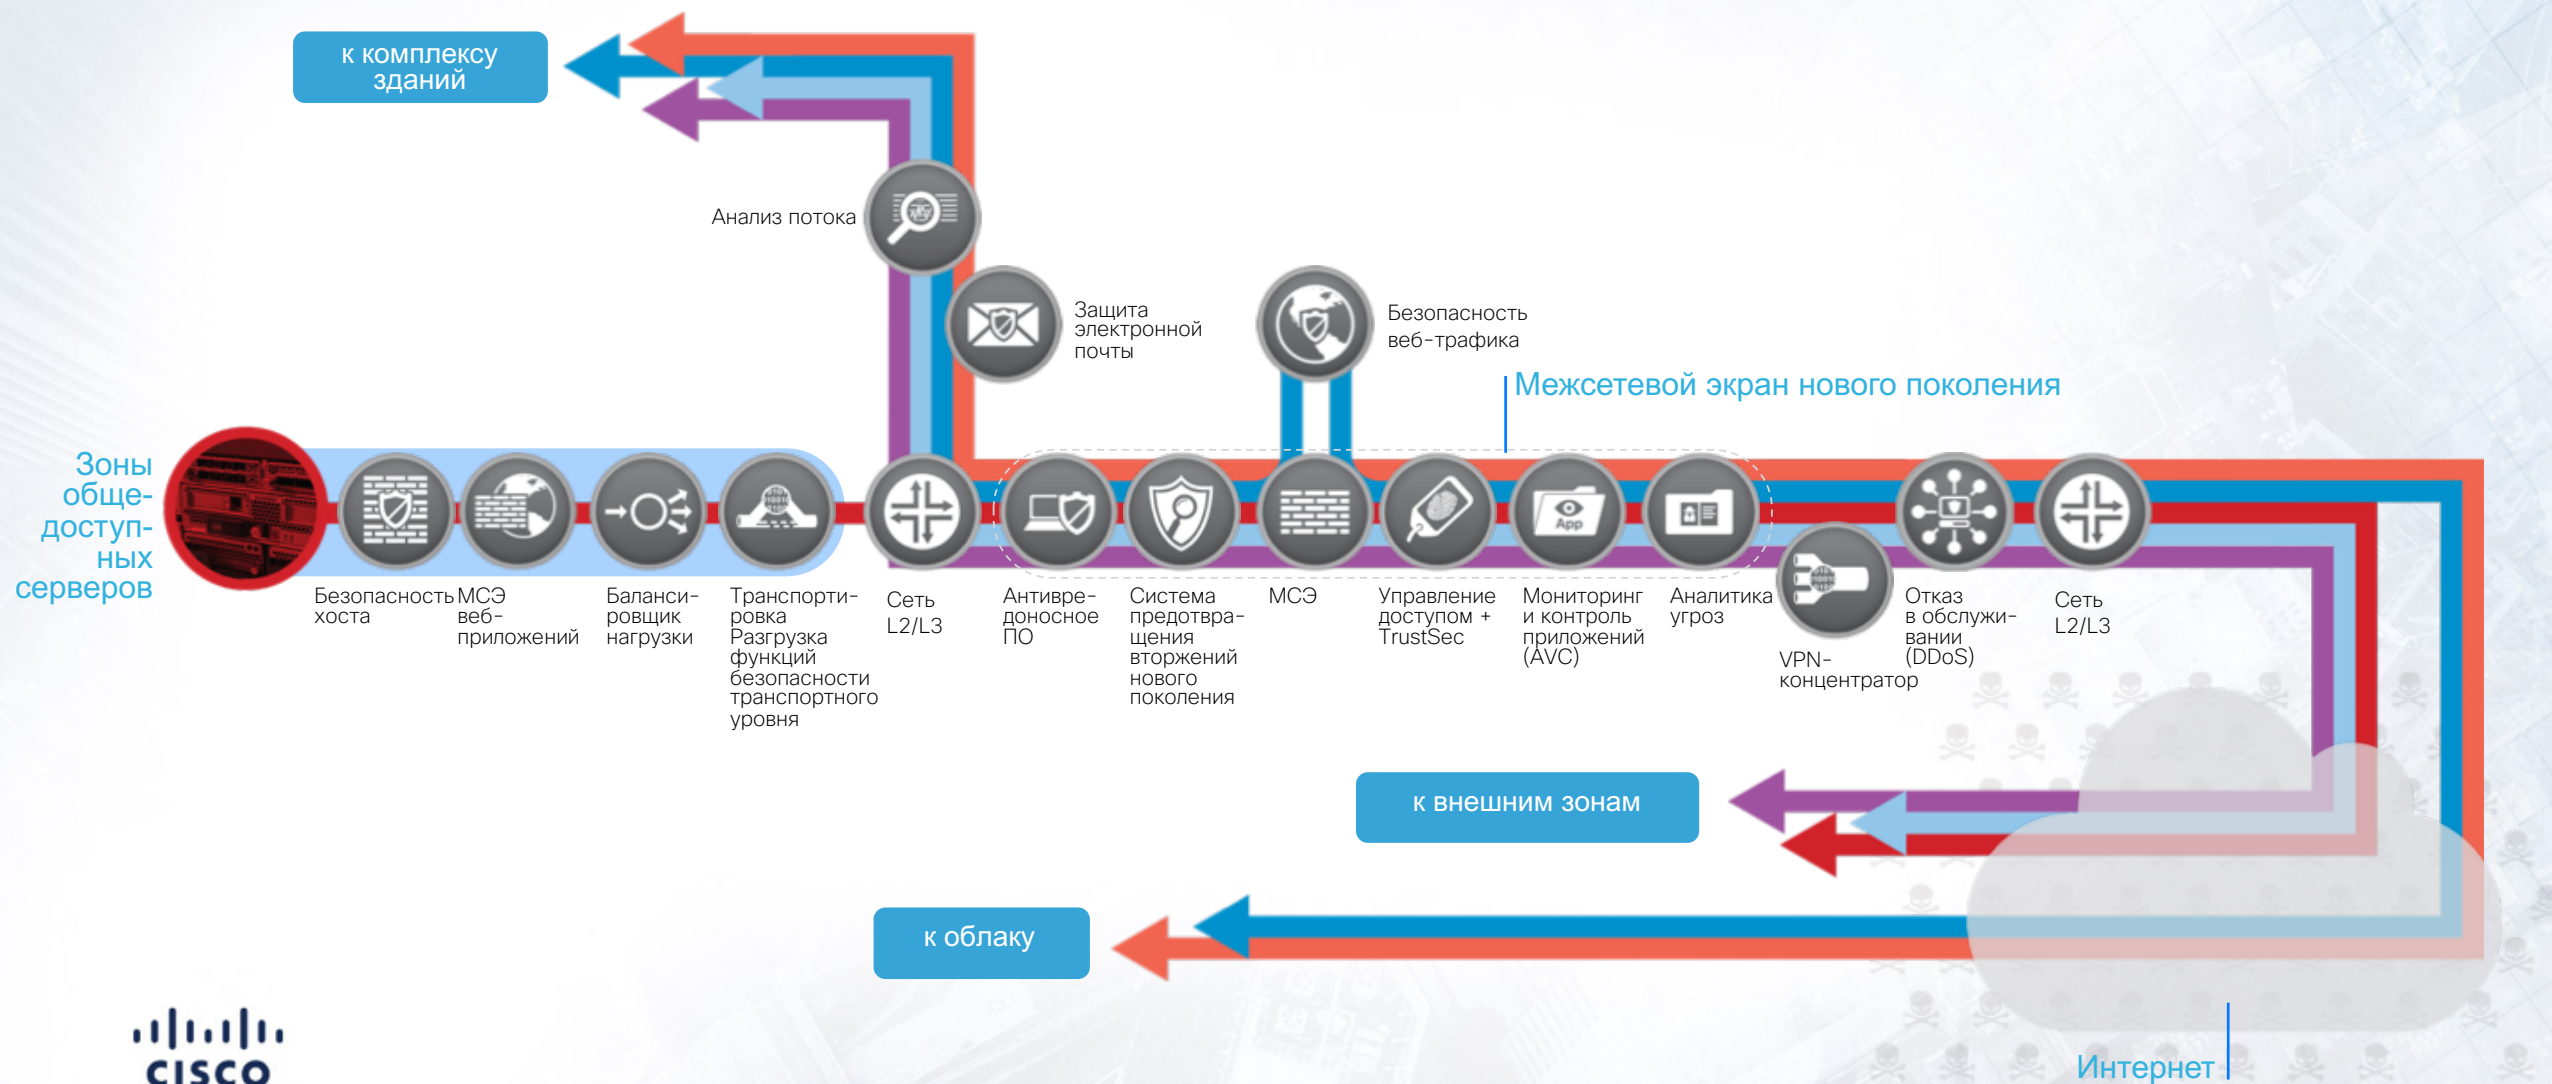 к комплексу
зданий
Анализ потока
Защита
электронной
почты
Безопасность
веб-трафика
Межсетевой экран нового поколения
Зоны
обще-
доступ-
ных
серверов
Безопасность
хоста
МСЭ
веб-
приложений
Баланси-
ровщик
нагрузки
Транспорти-
ровка
Разгрузка
функций
безопасности
транспортного
уровня
Сеть
L2/L3
Антивре-
доносное
ПО
Система
предотвра-
щения
вторжений
нового
поколения
МСЭ
Управление
доступом +
TrustSec
App
Мониторинг
и контроль
приложений
(AVC)
Аналитика
угроз
VPN-
концентратор
Отказ
в обслужи-
вании
(DDoS)
Сеть
L2/L3
к внешним зонам
к облаку
Интернет
CISCO